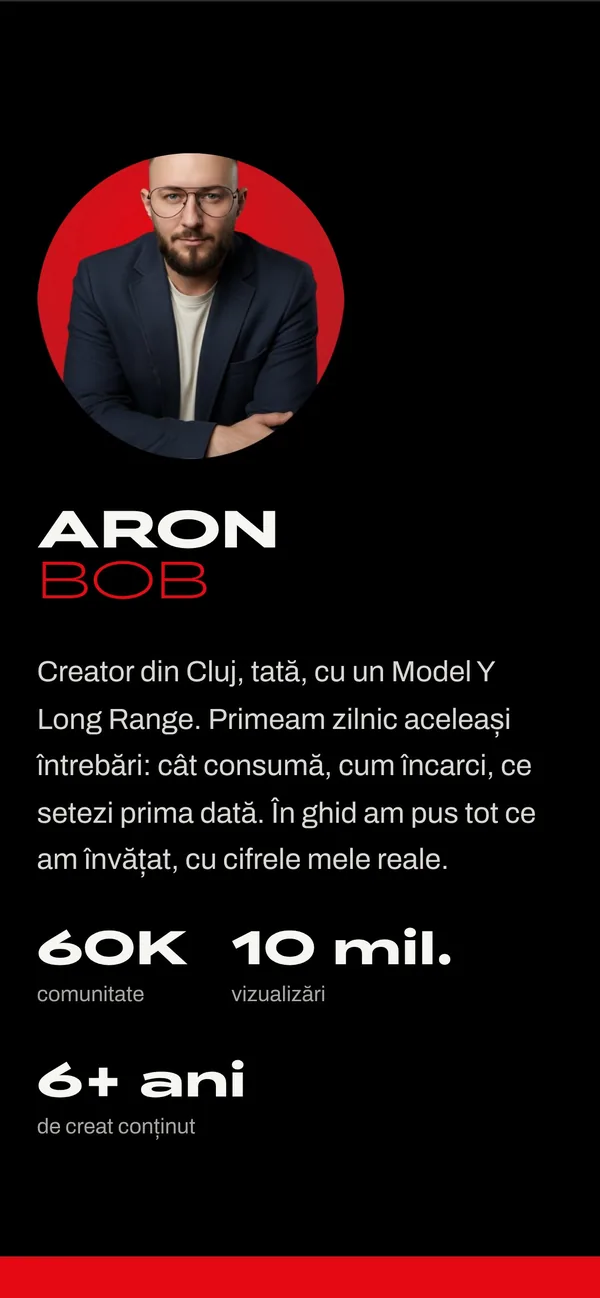 ARON
BOB
Creator din Cluj, tată, cu un Model Y
Long Range. Primeam zilnic aceleași
întrebări: cât consumă, cum încarci, ce
setezi prima dată. În ghid am pus tot ce
am învățat, cu cifrele mele reale.
60K 10 mil.
comunitate vizualizări
6+ ani
de creat conținut